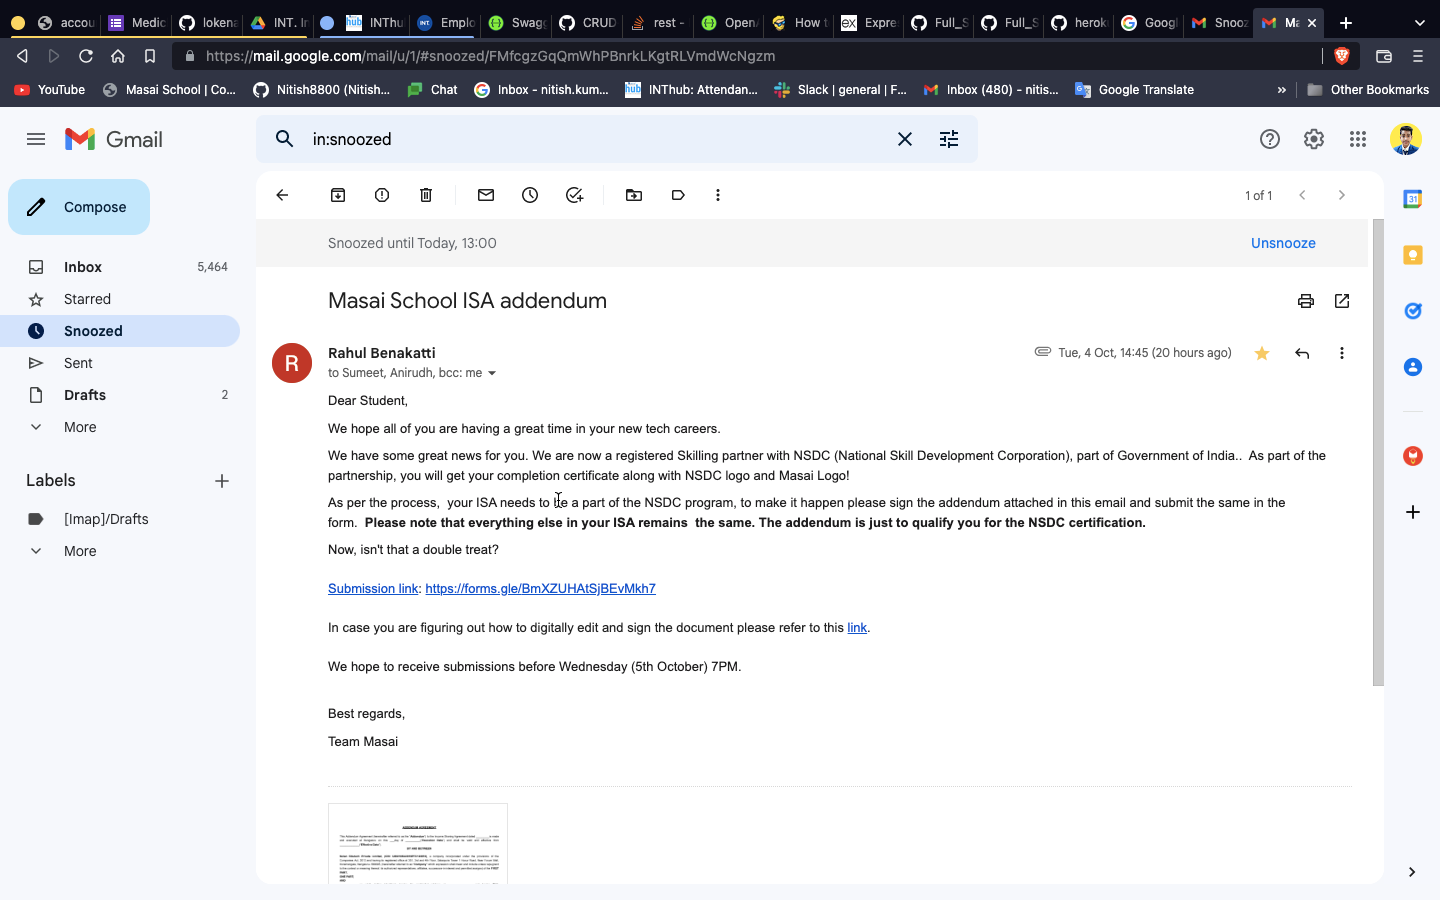 accou
Medic
lokena
INT. In
INThu
Emplo
Swagg
CRUD
rest -
Open
How t
Expre
Full_S
Full_S
herok
Googl
Snooz
Ma
https://mail.google.com/mail/u/1/#snoozed/FMfcgzGqQmWhPBnrkLKgtRLVmdWcNgzm
YouTube
Masai School | Co...
Nitish8800 (Nitish...
Chat
Inbox - nitish.kum...
INThub: Attendan...
Slack | general | F...
Inbox (480) - nitis...
Google Translate
»
Other Bookmarks
Gmail
in:snoozed
Compose
1 of 1
Snoozed until Today, 13:00
Unsnooze
Inbox 5,464
Starred
Snoozed
Sent
Drafts 2
More
Labels
[Imap]/Drafts
More
Masai School ISA addendum
R
Rahul Benakatti
Tue, 4 Oct, 14:45 (20 hours ago)
to Sumeet, Anirudh, bcc: me
Dear Student,
We hope all of you are having a great time in your new tech careers.
We have some great news for you. We are now a registered Skilling partner with NSDC (National Skill Development Corporation), part of Government of India.. As part of the
partnership, you will get your completion certificate along with NSDC logo and Masai Logo!
As per the process, your ISA needs to be a part of the NSDC program, to make it happen please sign the addendum attached in this email and submit the same in the
form. Please note that everything else in your ISA remains the same. The addendum is just to qualify you for the NSDC certification.
Now, isn't that a double treat?
Submission link: https://forms.gle/BmXZUHAtSjBEvMkh7
In case you are figuring out how to digitally edit and sign the document please refer to this link.
We hope to receive submissions before Wednesday (5th October) 7PM.
Best regards,
Team Masai
ADDENDUM AGREEMENT
31